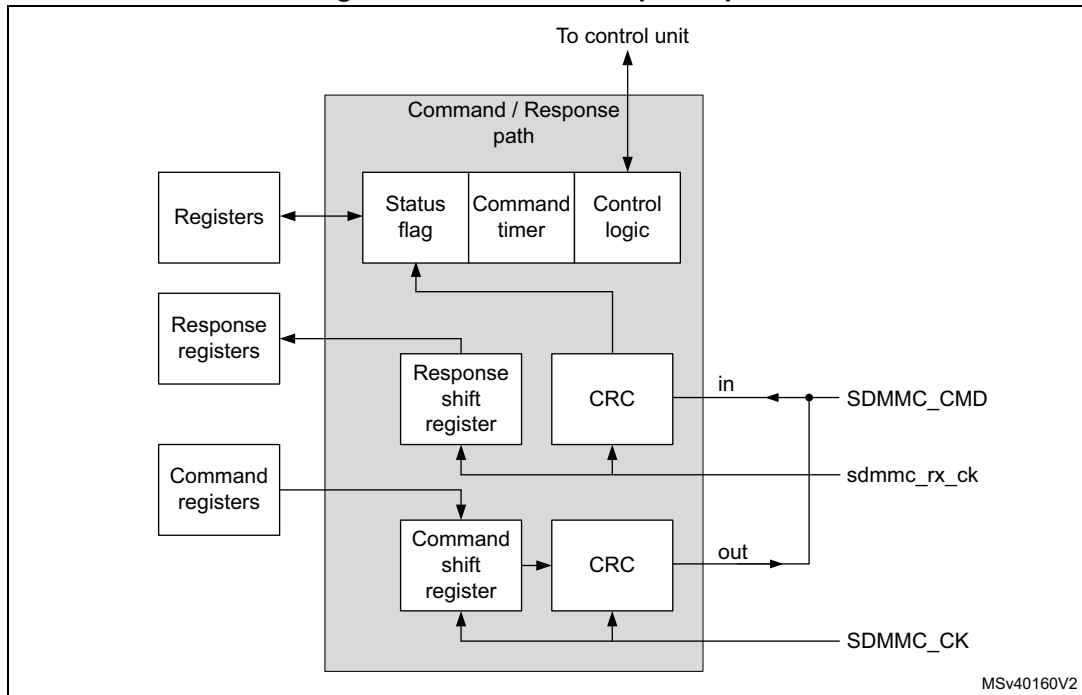 To control unit
Command / Response
path
Registers
Status
flag
Command
timer
Control
logic
Response
registers
Response
shift
register
CRC
in
SDMMC_CMD
sdmmc_rx_ck
Command
registers
Command
shift
register
CRC
out
SDMMC_CK
MSv40160V2